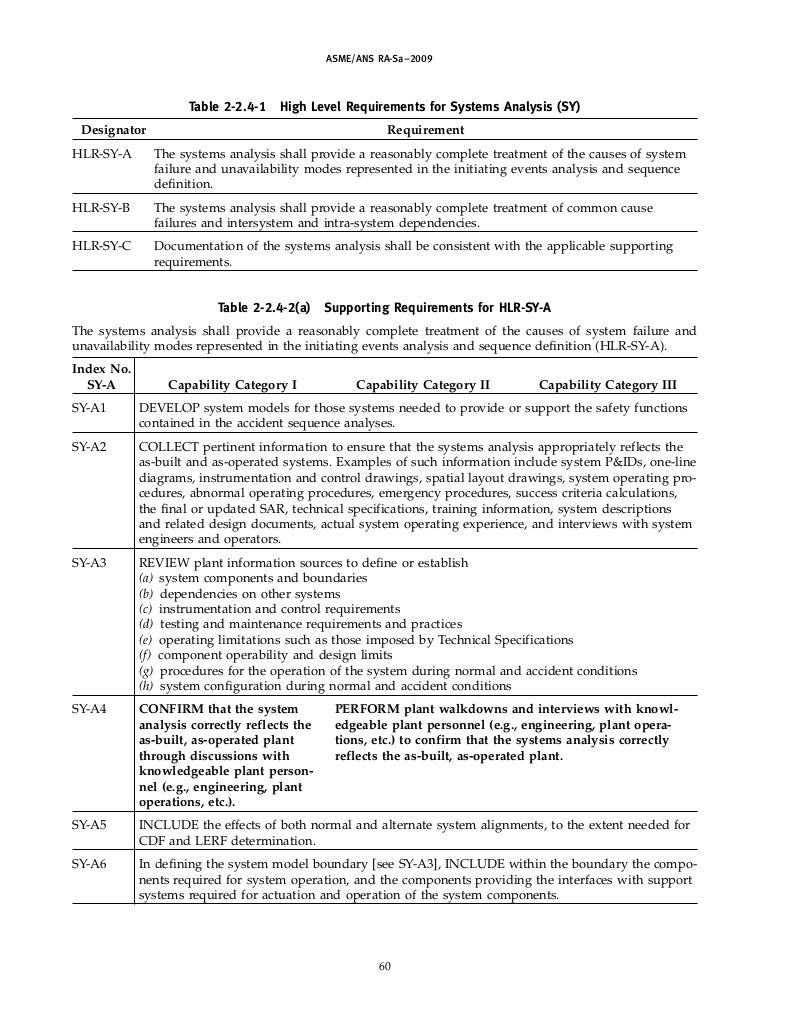 ASME/ANS RA-Sa–2009
Table 2-2.4-1 High Level Requirements for Systems Analysis (SY)
Designator Requirement
HLR-SY-A The systems analysis shall provide a reasonably complete treatment of the causes of system
failure and unavailability modes represented in the initiating events analysis and sequence
definition.
HLR-SY-B The systems analysis shall provide a reasonably complete treatment of common cause
failures and intersystem and intra-system dependencies.
HLR-SY-C Documentation of the systems analysis shall be consistent with the applicable supporting
requirements.
Table 2-2.4-2(a) Supporting Requirements for HLR-SY-A
The systems analysis shall provide a reasonably complete treatment of the causes of system failure and
unavailability modes represented in the initiating events analysis and sequence definition (HLR-SY-A).
Index No.
SY-A Capability Category I Capability Category II Capability Category III
SY-A1 DEVELOP system models for those systems needed to provide or support the safety functions
contained in the accident sequence analyses.
SY-A2 COLLECT pertinent information to ensure that the systems analysis appropriately reflects the
as-built and as-operated systems. Examples of such information include system P&IDs, one-line
diagrams, instrumentation and control drawings, spatial layout drawings, system operating pro-
cedures, abnormal operating procedures, emergency procedures, success criteria calculations,
the final or updated SAR, technical specifications, training information, system descriptions
and related design documents, actual system operating experience, and interviews with system
engineers and operators.
SY-A3 REVIEW plant information sources to define or establish
(a) system components and boundaries
(b) dependencies on other systems
(c) instrumentation and control requirements
(d) testing and maintenance requirements and practices
(e) operating limitations such as those imposed by Technical Specifications
(f) component operability and design limits
(g) procedures for the operation of the system during normal and accident conditions
(h) system configuration during normal and accident conditions
SY-A4 CONFIRM that the system
analysis correctly reflects the
as-built, as-operated plant
through discussions with
knowledgeable plant person-
nel (e.g., engineering, plant
operations, etc.).
PERFORM plant walkdowns and interviews with knowl-
edgeable plant personnel (e.g., engineering, plant opera-
tions, etc.) to confirm that the systems analysis correctly
reflects the as-built, as-operated plant.
SY-A5 INCLUDE the effects of both normal and alternate system alignments, to the extent needed for
CDF and LERF determination.
SY-A6 In defining the system model boundary [see SY-A3], INCLUDE within the boundary the compo-
nents required for system operation, and the components providing the interfaces with support
systems required for actuation and operation of the system components.
60